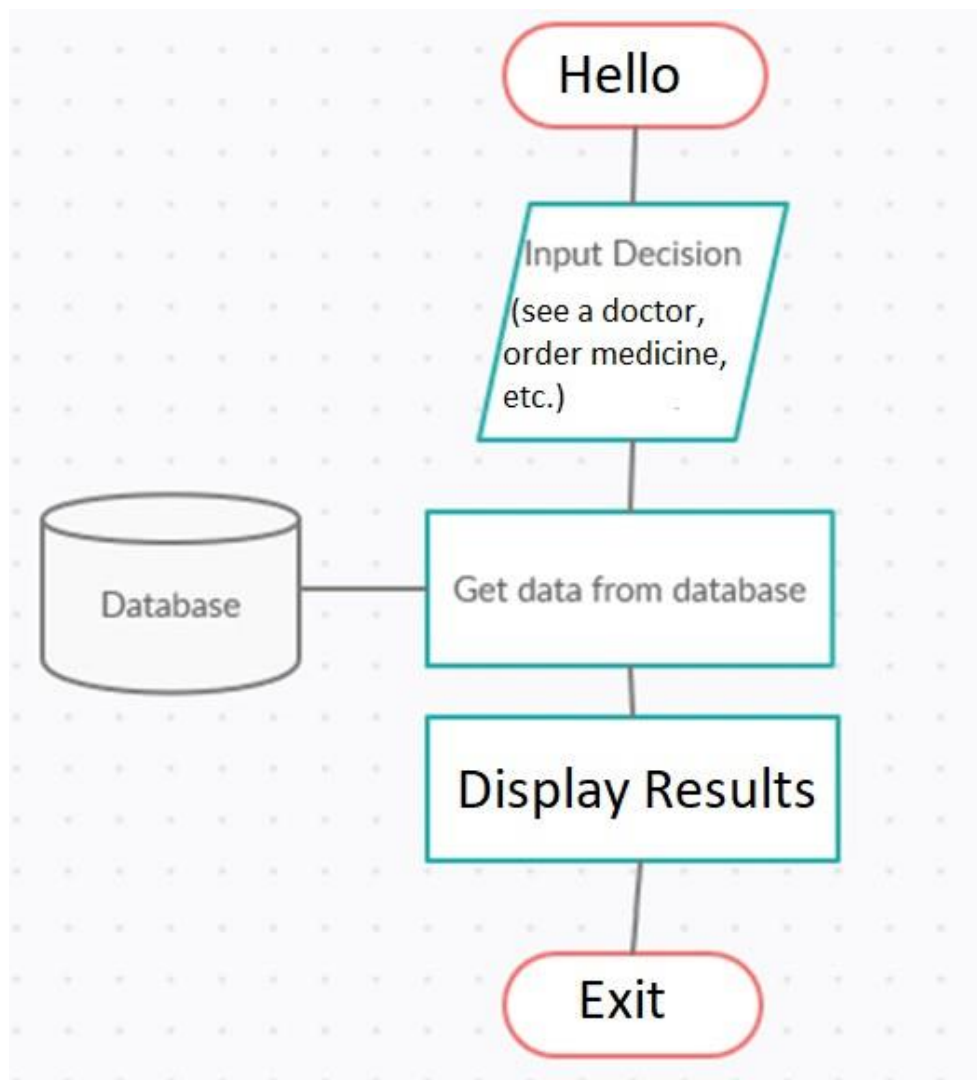 Hello
Input Decision
(see a doctor,
order medicine,
etc.)
Database
Get data from database
Display Results
Exit